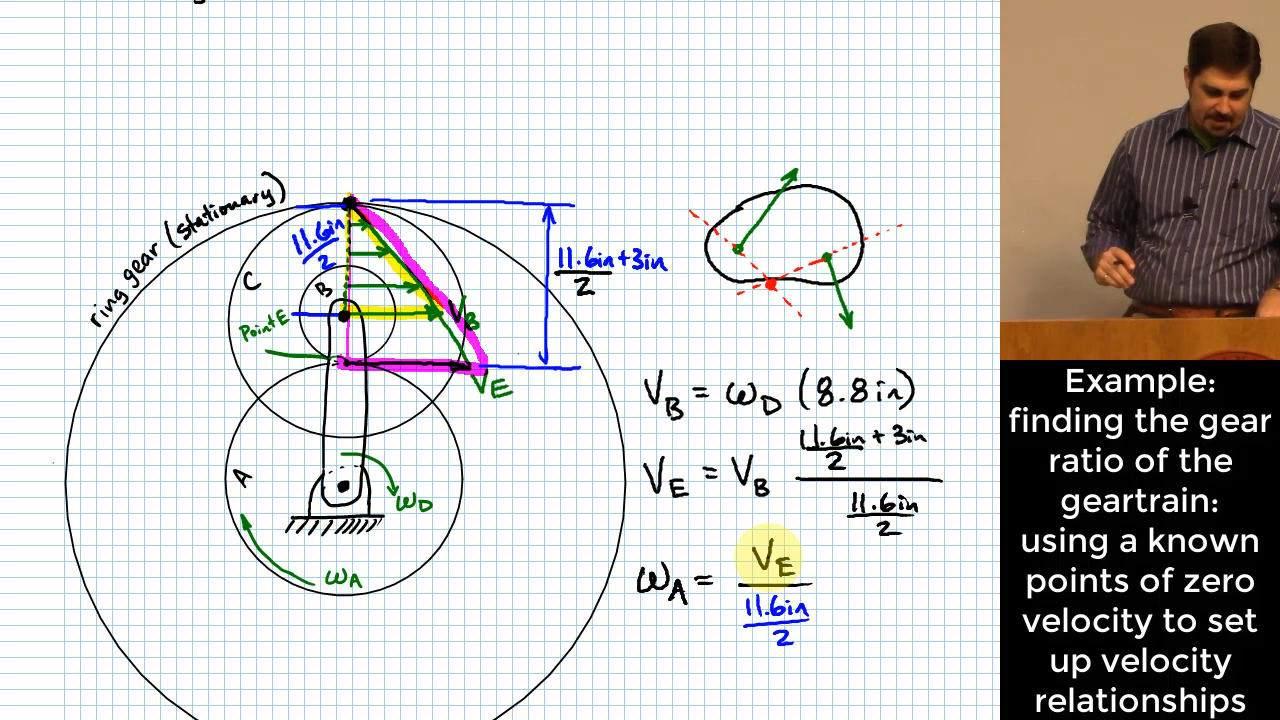 ring gear (stationary)
11.6in
2
C
B
Point E
VB
VE
11.6in + 3in
2
A
ωD
ωA
VB = ωD (8.8in)
VE = VB
11.6in + 3in
2
11.6in
2
ωA =
VE
11.6in
2
Example:
finding the gear
ratio of the
geartrain:
using a known
points of zero
velocity to set
up velocity
relationships